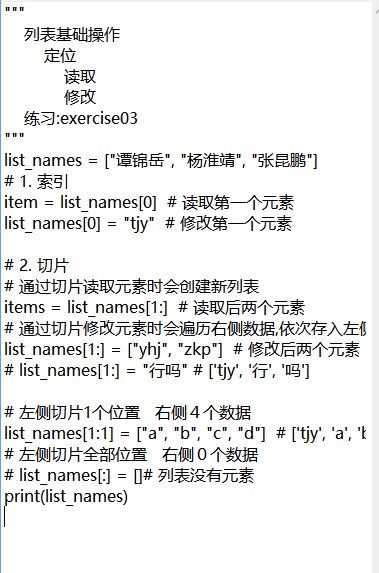 """
    列表基础操作
        定位
            读取
            修改
    练习:exercise03
"""
list_names = ["谭锦岳", "杨淮靖", "张昆鹏"]
# 1. 索引
item = list_names[0]  # 读取第一个元素
list_names[0] = "tjy"  # 修改第一个元素

# 2. 切片
# 通过切片读取元素时会创建新列表
items = list_names[1:]  # 读取后两个元素
# 通过切片修改元素时会遍历右侧数据,依次存入左侧
list_names[1:] = ["yhj", "zkp"]  # 修改后两个元素
# list_names[1:] = "行吗" # ['tjy', '行', '吗']

# 左侧切片1个位置   右侧４个数据
list_names[1:1] = ["a", "b", "c", "d"]  # ['tjy', 'a', 'b
# 左侧切片全部位置   右侧０个数据
# list_names[:] = []# 列表没有元素
print(list_names)